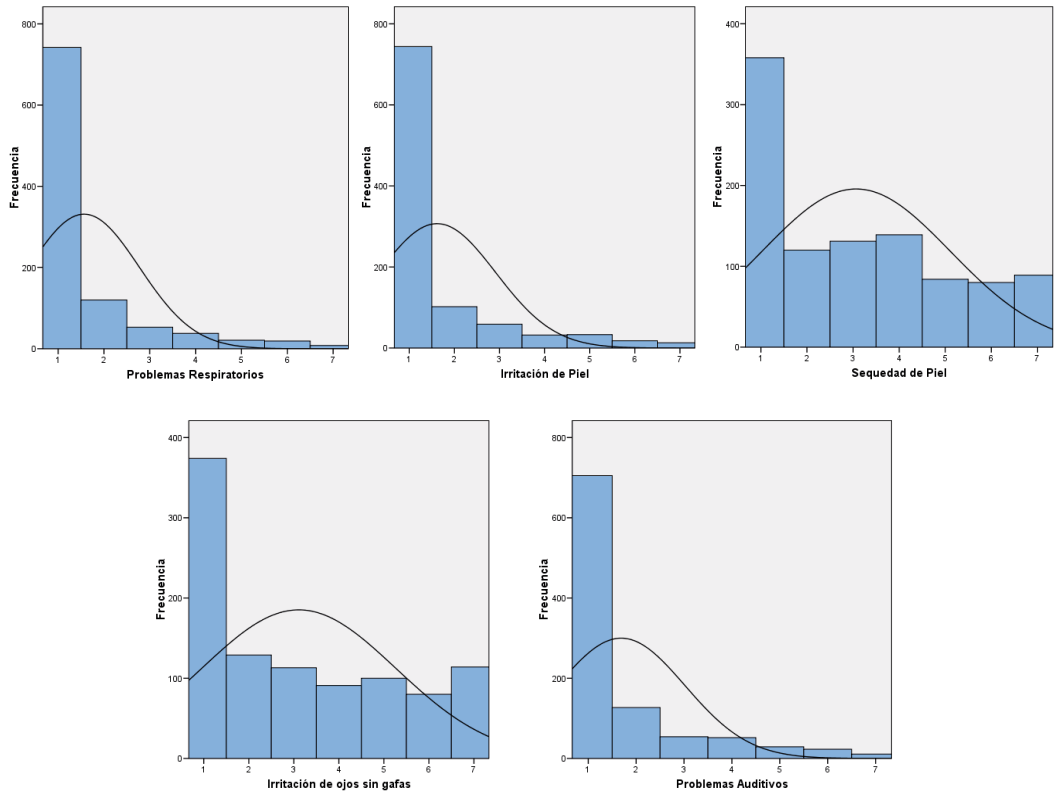 800
600
400
200
0
Frecuencia
1 2 3 4 5 6 7
Problemas Respiratorios
800
600
400
200
0
Frecuencia
1 2 3 4 5 6 7
Irritación de Piel
400
300
200
100
0
Frecuencia
1 2 3 4 5 6 7
Sequedad de Piel
400
300
200
100
0
Frecuencia
1 2 3 4 5 6 7
Irritación de ojos sin gafas
800
600
400
200
0
Frecuencia
1 2 3 4 5 6 7
Problemas Auditivos